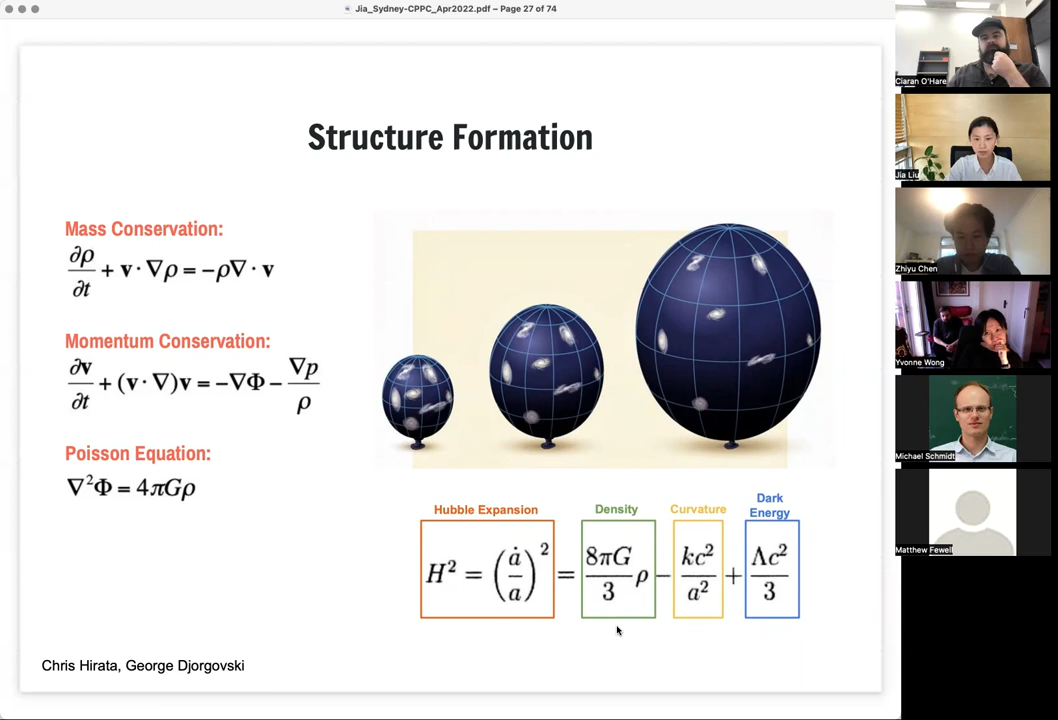 Jia_Sydney-CPPC_Apr2022.pdf – Page 27 of 74
Structure Formation
Mass Conservation:
∂ρ/∂t + v · ∇ρ = −ρ∇ · v
Momentum Conservation:
∂v/∂t + (v · ∇)v = −∇Φ − ∇p/ρ
Poisson Equation:
∇²Φ = 4πGρ
Hubble Expansion
Density
Curvature
Dark
Energy
H² = (ȧ/a)² = 8πG/3 ρ − kc²/a² + Λc²/3
Chris Hirata, George Djorgovski
Ciaran O'Hare
Jia Liu
Zhiyu Chen
Yvonne Wong
Michael Schmidt
Matthew Fewell